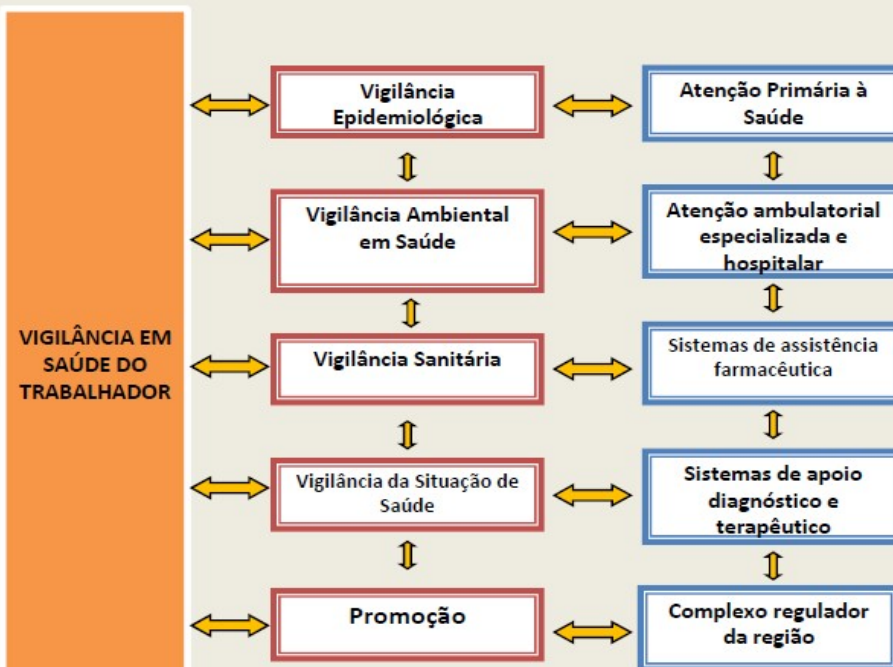 VIGILÂNCIA EM
SAÚDE DO
TRABALHADOR
Vigilância
Epidemiológica
Vigilância Ambiental
em Saúde
Vigilância Sanitária
Vigilância da Situação de
Saúde
Promoção
Atenção Primária à
Saúde
Atenção ambulatorial
especializada e
hospitalar
Sistemas de assistência
farmacêutica
Sistemas de apoio
diagnóstico e
terapêutico
Complexo regulador
da região